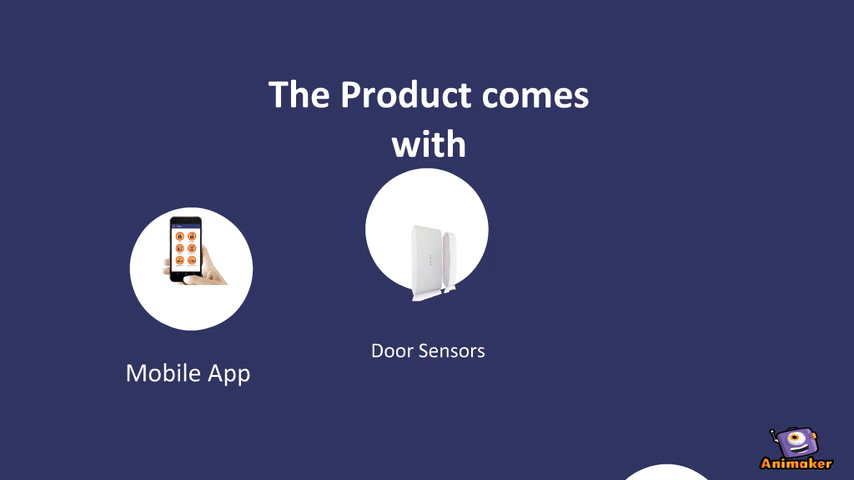 The Product comes
with
Door Sensors
Mobile App
Animaker